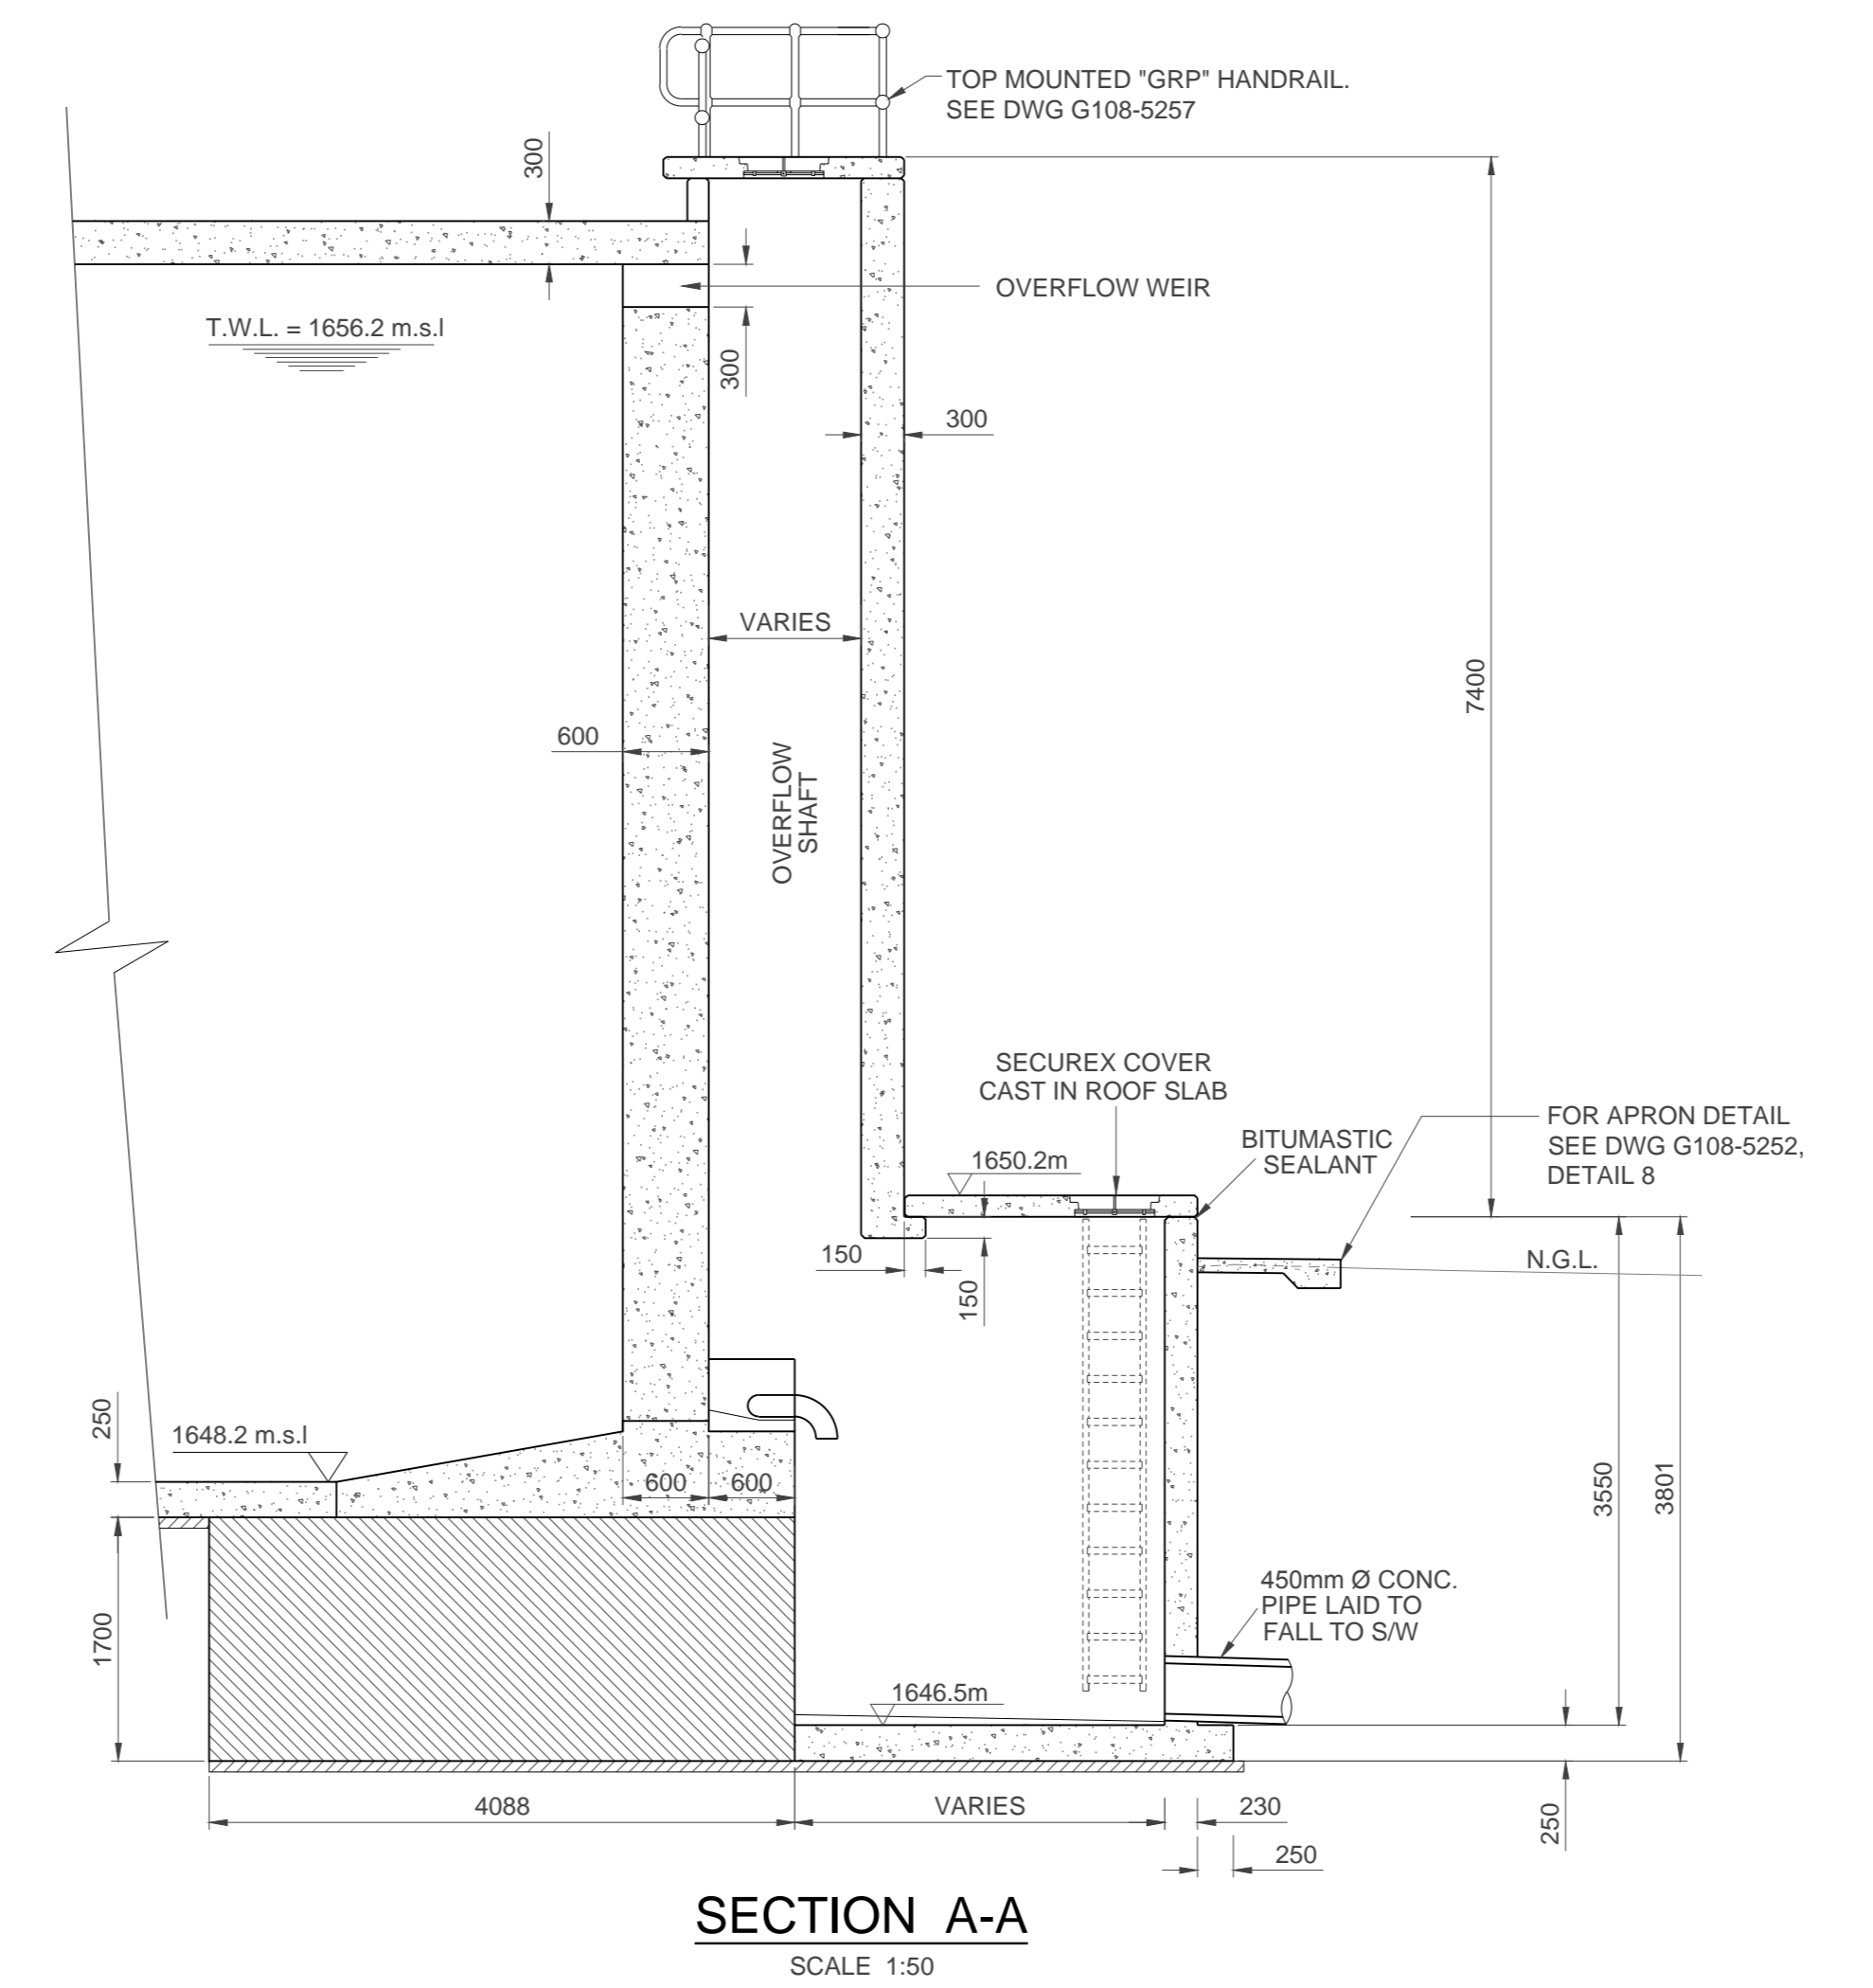 TOP MOUNTED "GRP" HANDRAIL.
SEE DWG G108-5257
300
OVERFLOW WEIR
T.W.L. = 1656.2 m.s.l
300
300
VARIES
7400
600
OVERFLOW
SHAFT
SECUREX COVER
CAST IN ROOF SLAB
FOR APRON DETAIL
SEE DWG G108-5252,
DETAIL 8
BITUMASTIC
SEALANT
1650.2m
150
150
N.G.L.
250
1648.2 m.s.l
600
600
3550
3801
450mm Ø CONC.
PIPE LAID TO
FALL TO S/W
1700
1646.5m
4088
VARIES
230
250
250
SECTION A-A
SCALE 1:50